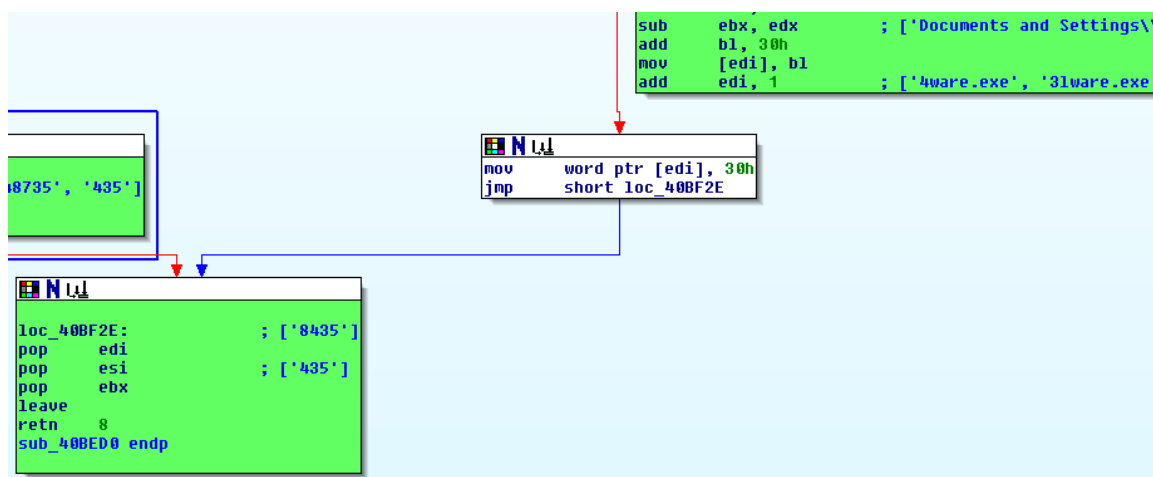 sub ebx, edx ; ['Documents and Settings\
add bl, 30h
mov [edi], bl
add edi, 1 ; ['4ware.exe', '31ware.exe
N
mov word ptr [edi], 30h
jmp short loc_40BF2E
48735', '435']
N
loc_40BF2E: ; ['8435']
pop edi
pop esi ; ['435']
pop ebx
leave
retn 8
sub_40BED0 endp